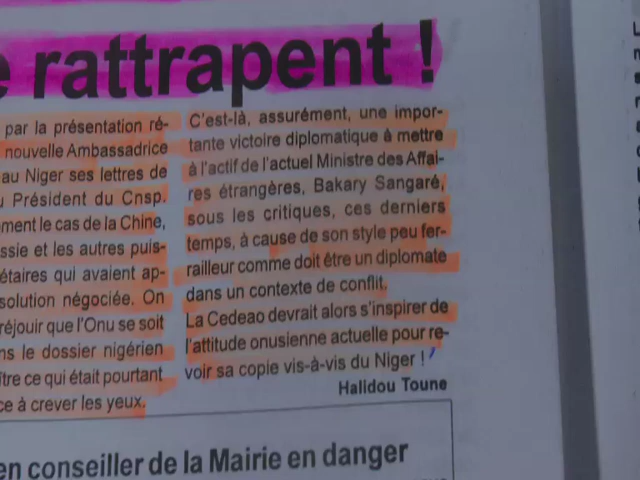 e rattrapent !
par la présentation ré-
nouvelle Ambassadrice
au Niger ses lettres de
u Président du Cnsp.
ment le cas de la Chine,
ssie et les autres puis-
étaires qui avaient ap-
solution négociée. On
réjouir que l'Onu se soit
ns le dossier nigérien
ître ce qui était pourtant
ce à crever les yeux.
C'est-là, assurément, une impor-
tante victoire diplomatique à mettre
à l'actif de l'actuel Ministre des Affai-
res étrangères, Bakary Sangaré,
sous les critiques, ces derniers
temps, à cause de son style peu fer-
railleur comme doit être un diplomate
dans un contexte de conflit.
La Cedeao devrait alors s'inspirer de
l'attitude onusienne actuelle pour re-
voir sa copie vis-à-vis du Niger !
Halidou Toune
en conseiller de la Mairie en danger